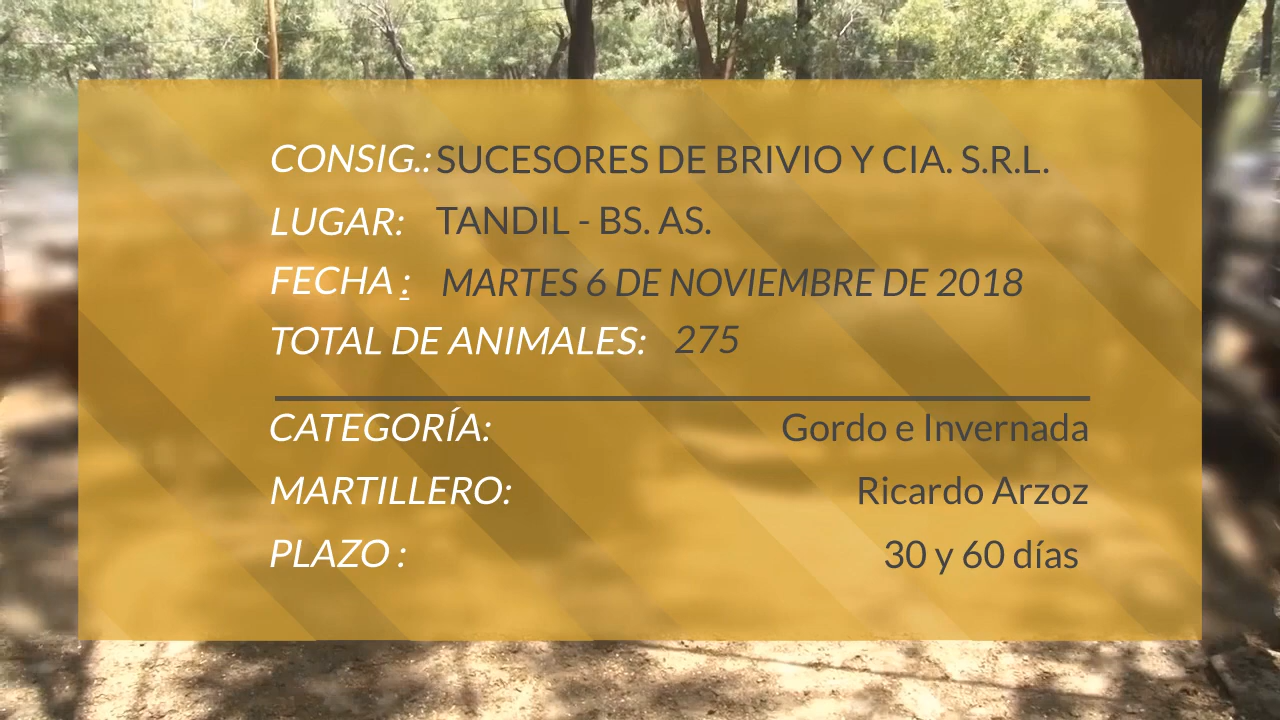 CONSIG.: SUCESORES DE BRIVIO Y CIA. S.R.L.
LUGAR: TANDIL - BS. AS.
FECHA : MARTES 6 DE NOVIEMBRE DE 2018
TOTAL DE ANIMALES: 275
CATEGORÍA: Gordo e Invernada
MARTILLERO: Ricardo Arzoz
PLAZO : 30 y 60 días